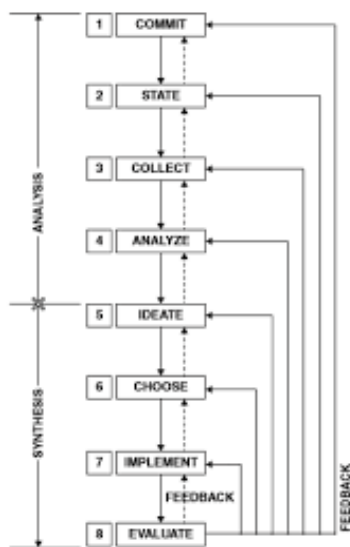 1 COMMIT
2 STATE
3 COLLECT
ANALYSIS
4 ANALYZE
5 IDEATE
6 CHOOSE
SYNTHESIS
7 IMPLEMENT
FEEDBACK
8 EVALUATE
FEEDBACK